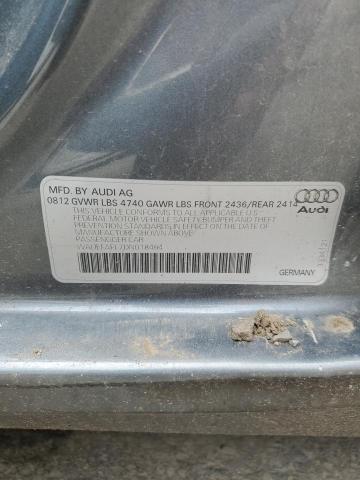 MFD. BY AUDI AG
0812 GVWR LBS 4740 GAWR LBS FRONT 2436/REAR 2414
VEHICLE CONFORMS TO ALL APPLICABLE U.S
FEDERAL MOTOR VEHICLE SAFETY,BUMPER AND THEFT
PREVENTION STANDARDS IN EFFECT ON THE DATE OF
MANUFACTURE SHOWN ABOVE:
PASSENGER CAR
Audi
GERMANY